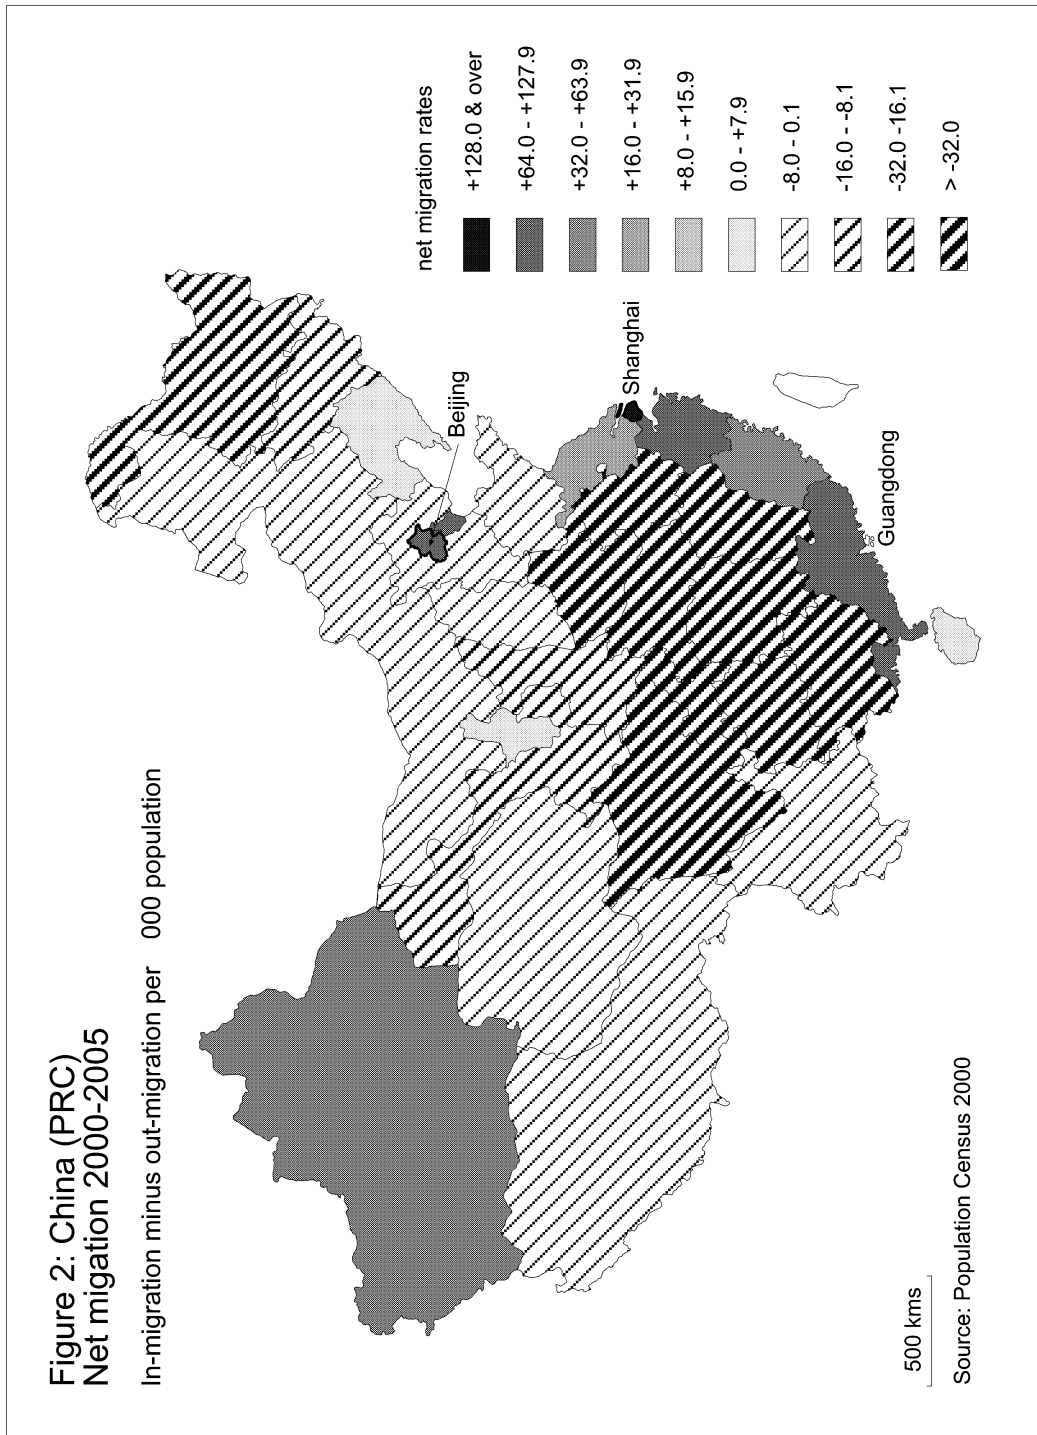 Figure 2: China (PRC)
Net migation 2000-2005
In-migration minus out-migration per 000 population
net migration rates
+128.0 & over
+64.0 - +127.9
+32.0 - +63.9
+16.0 - +31.9
+8.0 - +15.9
0.0 - +7.9
-8.0 - 0.1
-16.0 - -8.1
-32.0 -16.1
> -32.0
Beijing
Shanghai
Guangdong
500 kms
Source: Population Census 2000